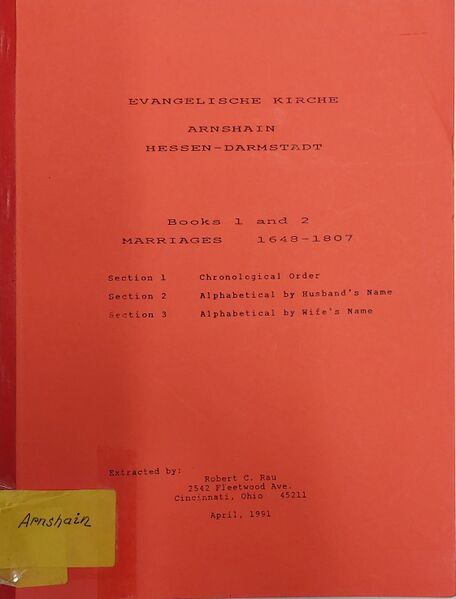 EVANGELISCHE KIRCHE
ARNSHAIN
HESSEN-DARMSTADT
Books 1 and 2
MARRIAGES 1648-1807
Section 1 Chronological Order
Section 2 Alphabetical by Husband's Name
Section 3 Alphabetical by Wife's Name
Extracted by:
Robert C. Rau
2542 Fleetwood Ave.
Cincinnati, Ohio 45211
April, 1991
Arnshain